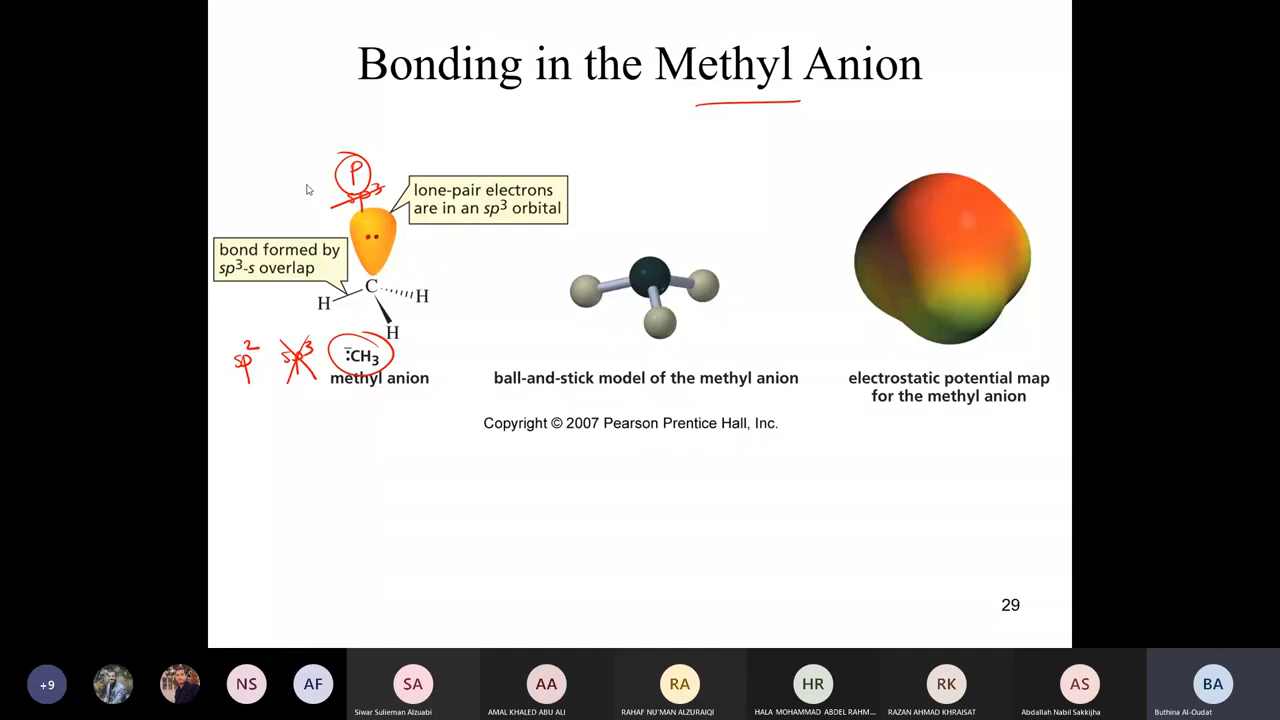 Bonding in the Methyl Anion
P
sp3
lone-pair electrons
are in an sp3 orbital
bond formed by
sp3-s overlap
C
H
H
H
sp2 sp3 :CH3
methyl anion
ball-and-stick model of the methyl anion
electrostatic potential map
for the methyl anion
Copyright © 2007 Pearson Prentice Hall, Inc.
29
+9 NS AF SA AA RA HR RK AS BA
Siwar Sulieman Alzuabi AMAL KHALED ABU ALI RAHAF NU'MAN ALZURAIQI HALA MOHAMMAD ABDEL RAHM... RAZAN AHMAD KHRAISAT Abdallah Nabil Sakkijha Buthina Al-Oudat